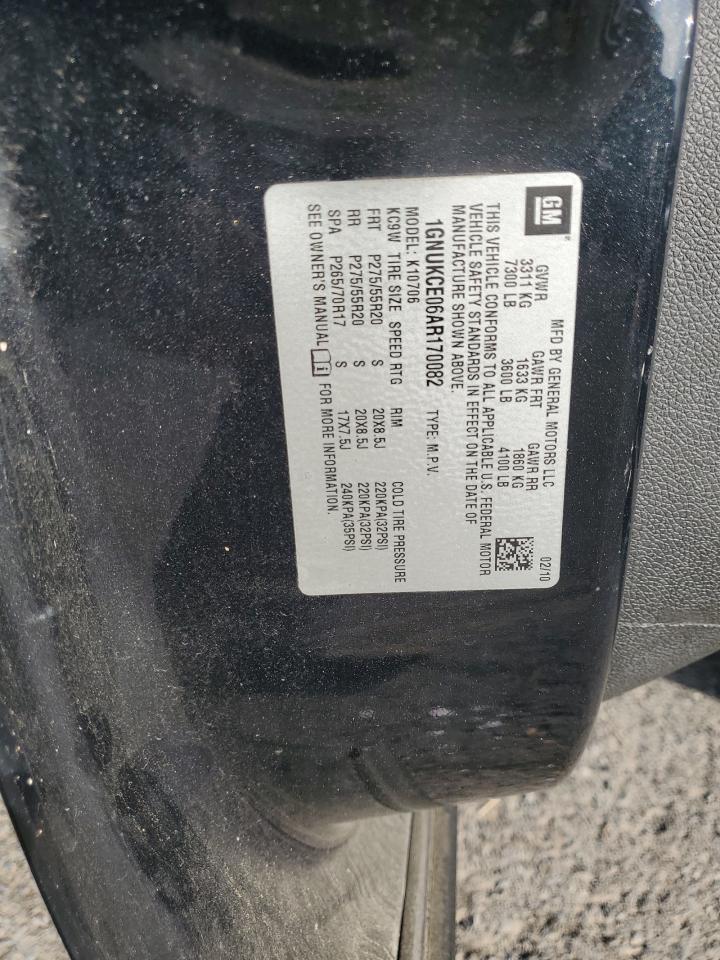 GM
MFD BY GENERAL MOTORS LLC 02/10
GVWR GAWR FRT GAWR RR
3311 KG 1633 KG 1860 KG
7300 LB 3600 LB 4100 LB
THIS VEHICLE CONFORMS TO ALL APPLICABLE U.S. FEDERAL MOTOR
VEHICLE SAFETY STANDARDS IN EFFECT ON THE DATE OF
MANUFACTURE SHOWN ABOVE.
1GNUKCE06AR170082 TYPE: M.P.V.
MODEL: K10706
KC9W TIRE SIZE SPEED RTG RIM COLD TIRE PRESSURE
FRT P275/55R20 S 20X8.5J 220KPA(32PSI)
RR P275/55R20 S 20X8.5J 220KPA(32PSI)
SPA P265/70R17 S 17X7.5J 240KPA(35PSI)
SEE OWNER'S MANUAL i FOR MORE INFORMATION.